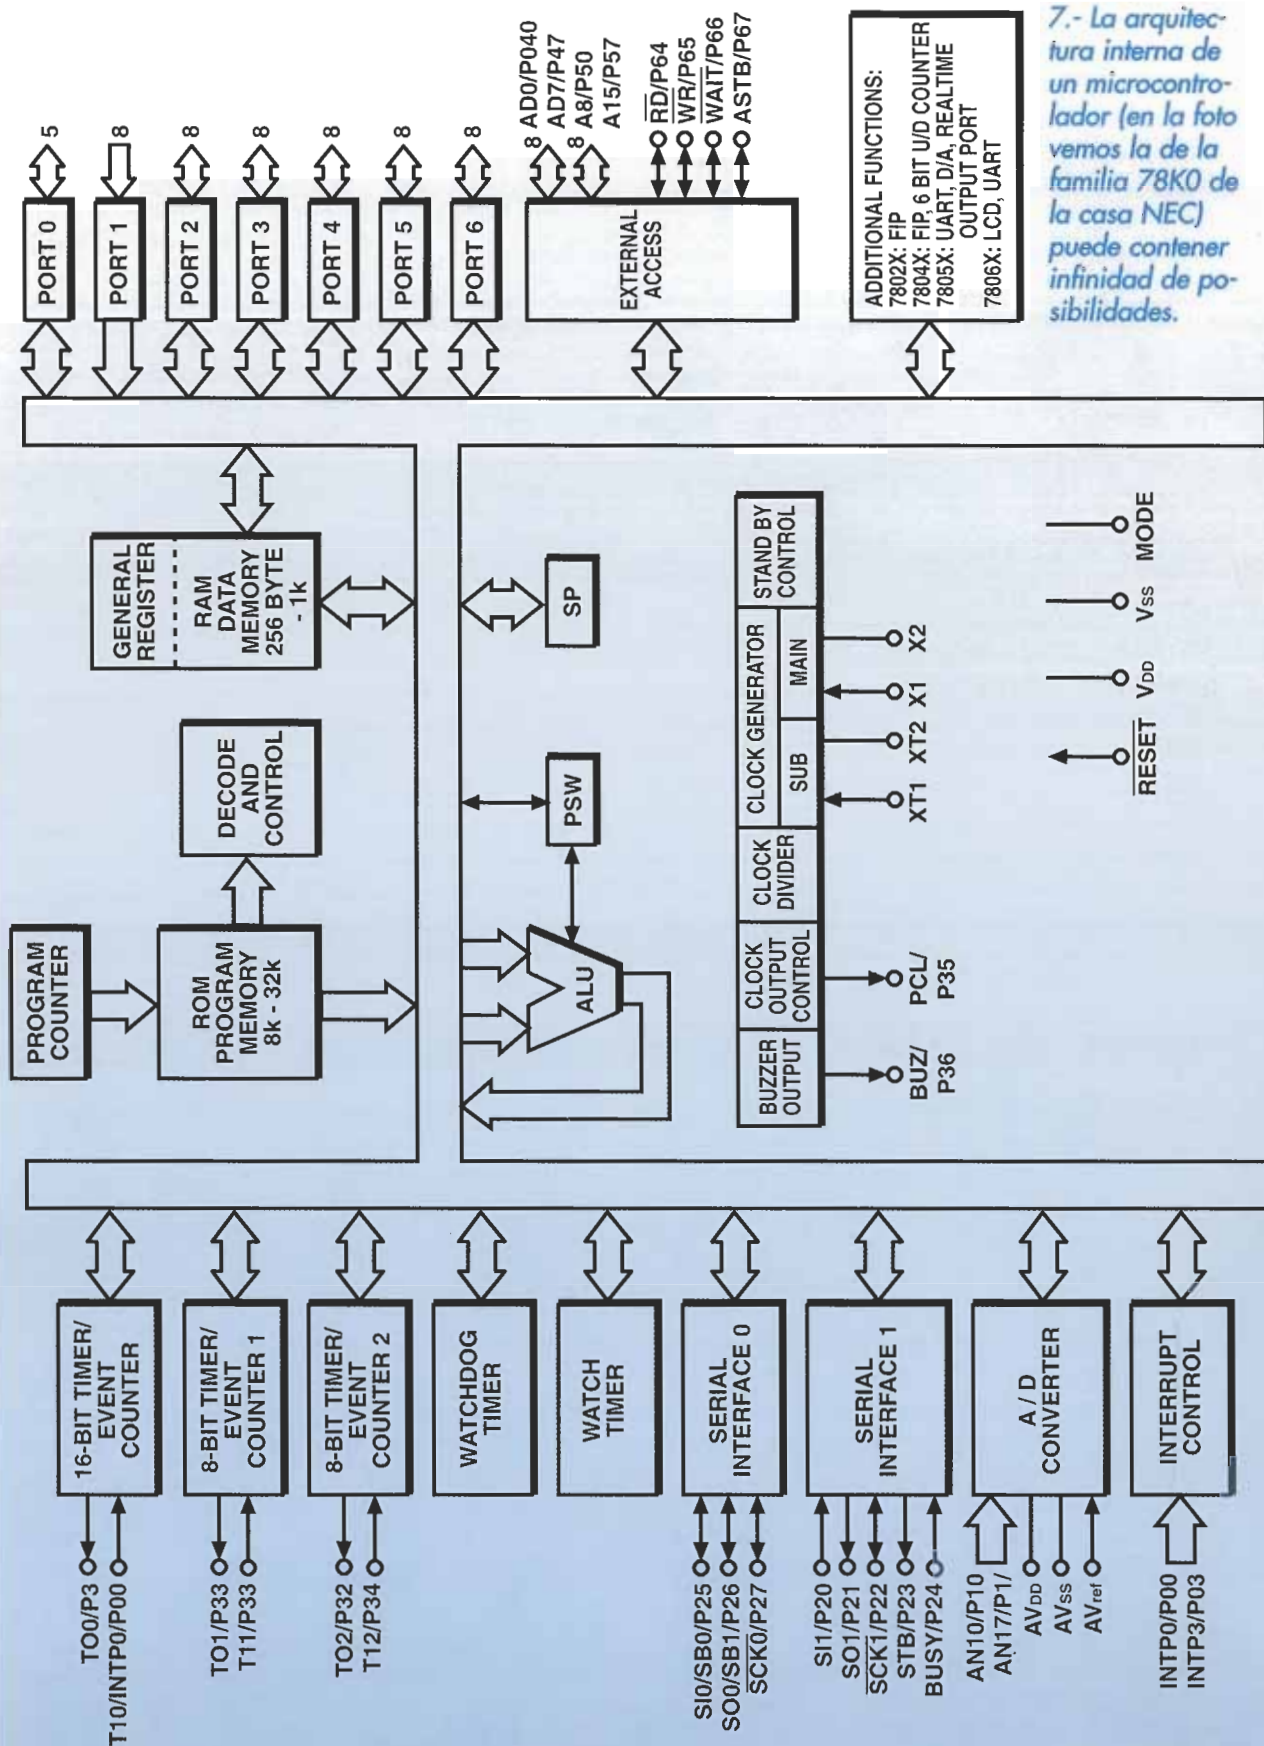 7.- La arquitec-
tura interna de
un microcontro-
lador (en la foto
vemos la de la
familia 78K0 de
la casa NEC)
puede contener
infinidad de po-
sibilidades.
TO0/P3
T10/INTP0/P00
16-BIT TIMER/
EVENT
COUNTER
TO1/P33
T11/P33
8-BIT TIMER/
EVENT
COUNTER 1
TO2/P32
T12/P34
8-BIT TIMER/
EVENT
COUNTER 2
WATCHDOG
TIMER
WATCH
TIMER
SI0/SB0/P25
SO0/SB1/P26
SCK0/P27
SERIAL
INTERFACE 0
SI1/P20
SO1/P21
SCK1/P22
STB/P23
BUSY/P24
SERIAL
INTERFACE 1
AN10/P10
AN17/P1/
AVDD
AVSS
AVref
A / D
CONVERTER
INTP0/P00
INTP3/P03
INTERRUPT
CONTROL
PROGRAM
COUNTER
ROM
PROGRAM
MEMORY
8k - 32k
DECODE
AND
CONTROL
GENERAL
REGISTER
RAM
DATA
MEMORY
256 BYTE
- 1k
ALU
PSW
SP
BUZZER
OUTPUT
CLOCK
OUTPUT
CONTROL
CLOCK
DIVIDER
CLOCK GENERATOR
SUB
MAIN
STAND BY
CONTROL
BUZ/
P36
PCL/
P35
XT1
XT2
X1
X2
RESET
VDD
VSS
MODE
PORT 0
5
PORT 1
8
PORT 2
8
PORT 3
8
PORT 4
8
PORT 5
8
PORT 6
8
EXTERNAL
ACCESS
8 AD0/P040
AD7/P47
8 A8/P50
A15/P57
RD/P64
WR/P65
WAIT/P66
ASTB/P67
ADDITIONAL FUNCTIONS:
7802X: FIP
7804X: FIP, 6 BIT U/D COUNTER
7805X: UART, D/A, REALTIME
OUTPUT PORT
7806X: LCD, UART